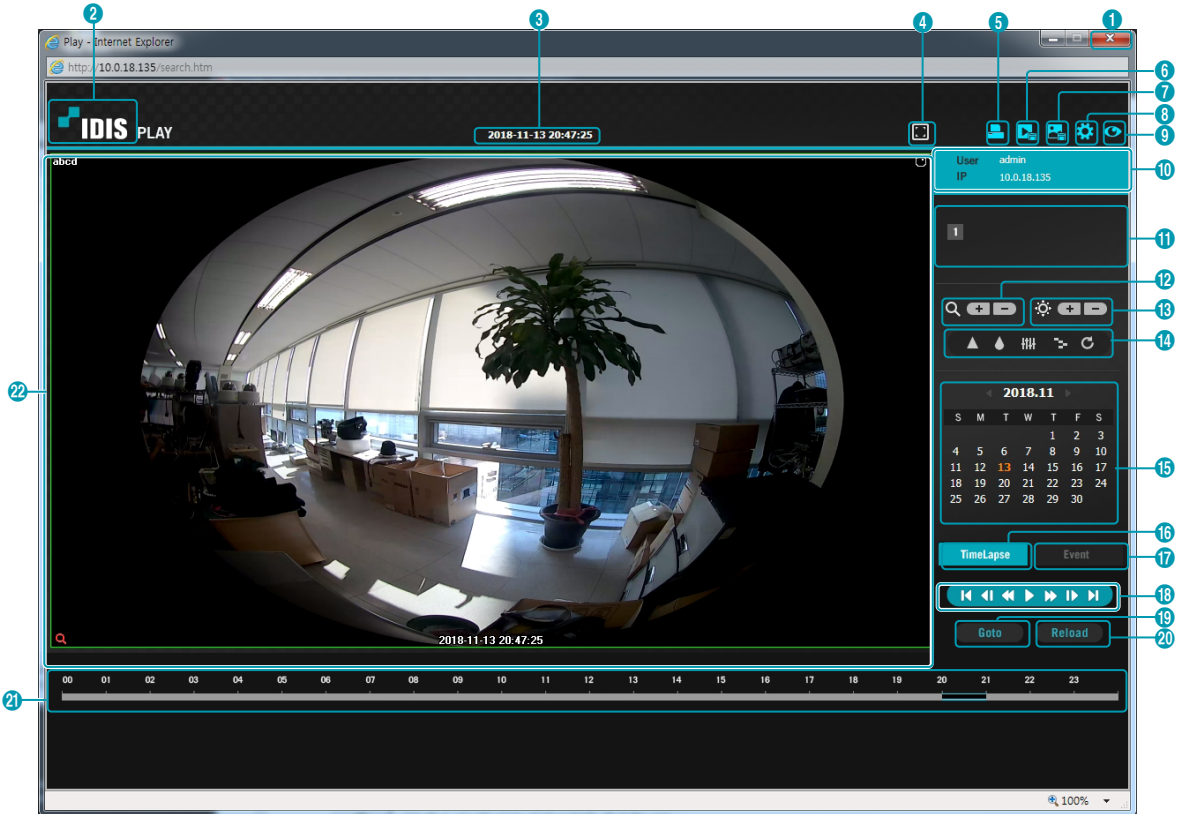 2
3
4
5
1
Play - Internet Explorer
http://10.0.18.135/search.htm
6
7
8
9
IDIS PLAY
2018-11-13 20:47:25
abcd
User admin
IP 10.0.18.135
10
1
11
12
13
14
22
2018.11
S M T W T F S
1 2 3
4 5 6 7 8 9 10
11 12 13 14 15 16 17
18 19 20 21 22 23 24
25 26 27 28 29 30
15
16
TimeLapse Event
17
18
19
Goto Reload
20
2018-11-13 20:47:25
00 01 02 03 04 05 06 07 08 09 10 11 12 13 14 15 16 17 18 19 20 21 22 23
21
100%